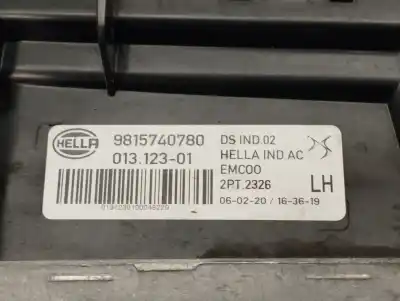 HELLA
9815740780
013.123-01
DS IND.02
HELLA IND AC
EMC00
2PT.2326
LH
06-02-20 / 16-36-19